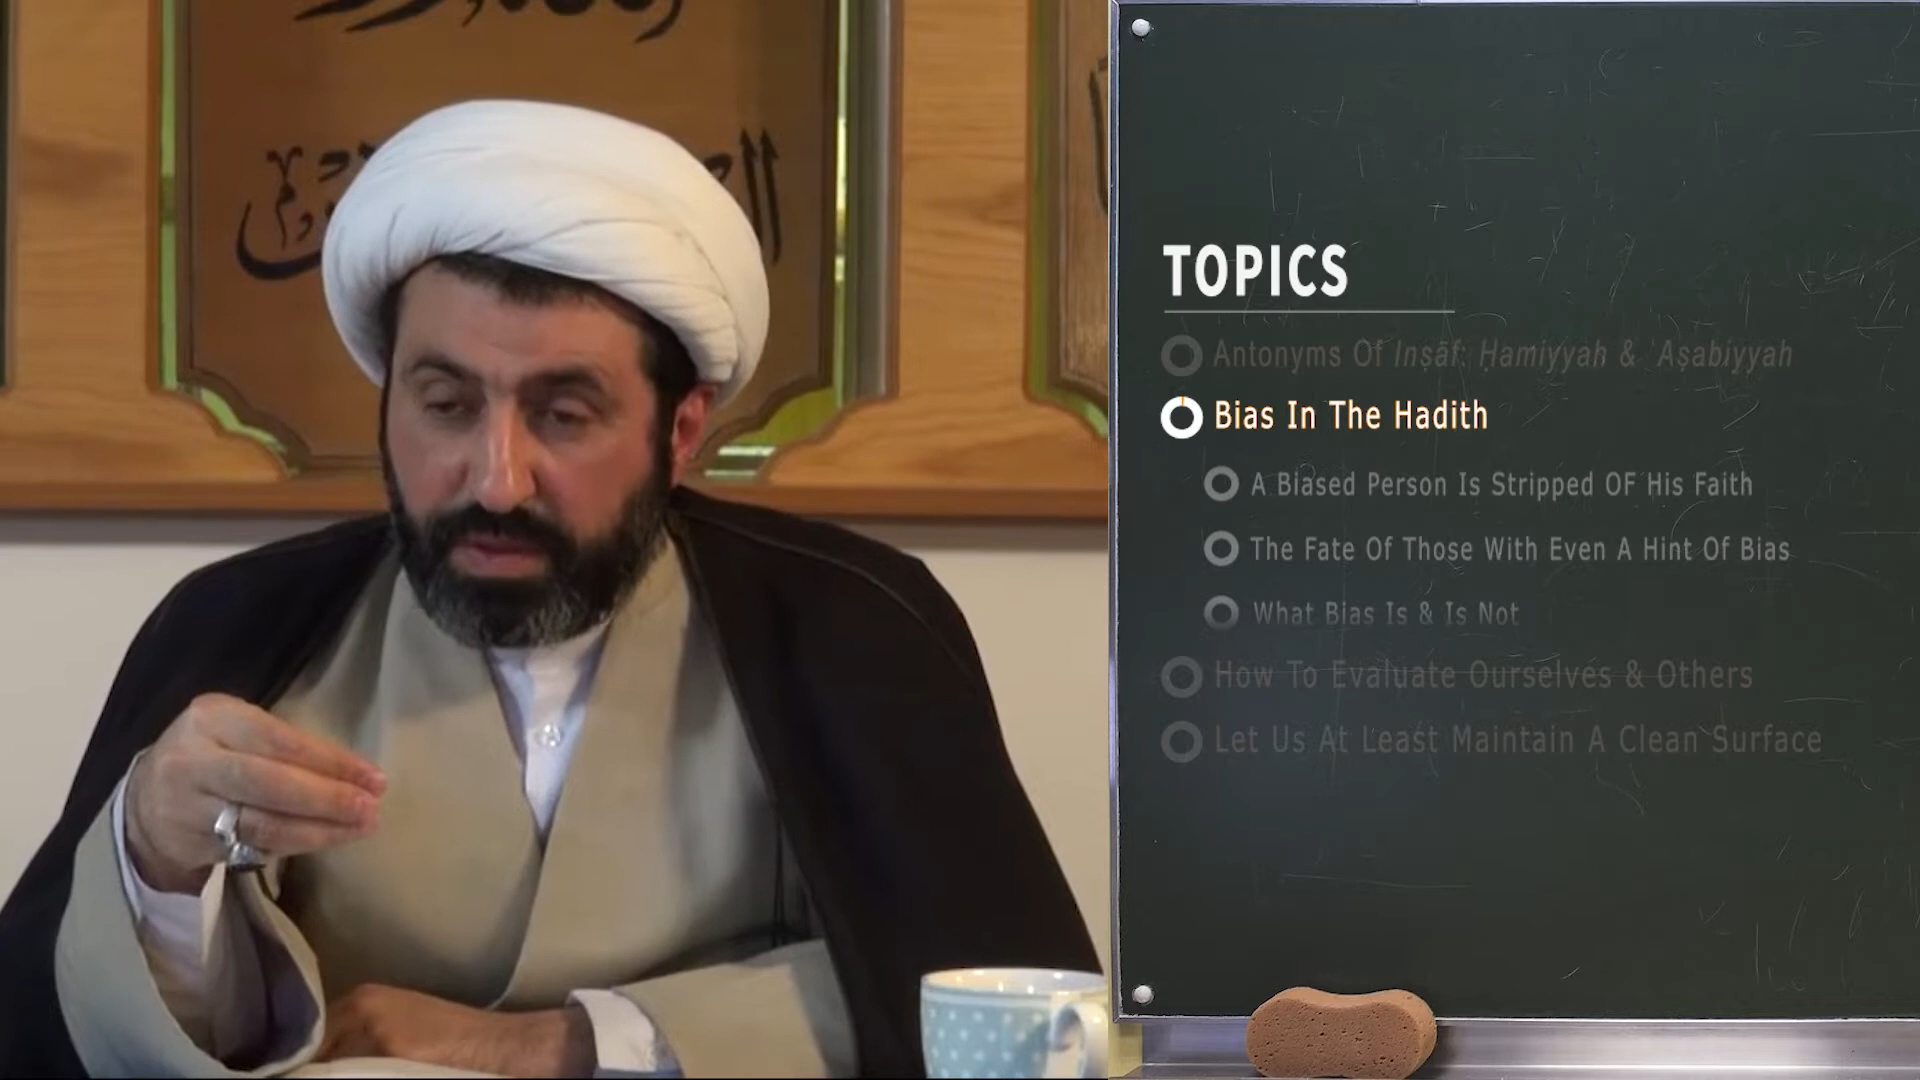 TOPICS
Antonyms Of Inṣāf: Ḥamiyyah & ʿAṣabiyyah
Bias In The Hadith
A Biased Person Is Stripped OF His Faith
The Fate Of Those With Even A Hint Of Bias
What Bias Is & Is Not
How To Evaluate Ourselves & Others
Let Us At Least Maintain A Clean Surface